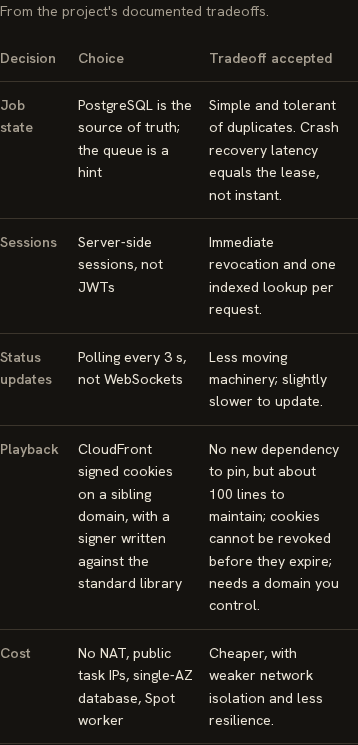 From the project's documented tradeoffs.
Decision Choice Tradeoff accepted
Job PostgreSQL is the Simple and tolerant
state source of truth; of duplicates. Crash
the queue is a recovery latency
hint equals the lease,
not instant.
Sessions Server-side Immediate
sessions, not revocation and one
JWTs indexed lookup per
request.
Status Polling every 3 s, Less moving
updates not WebSockets machinery; slightly
slower to update.
Playback CloudFront No new dependency
signed cookies to pin, but about
on a sibling 100 lines to
domain, with a maintain; cookies
signer written cannot be revoked
against the before they expire;
standard library needs a domain you
control.
Cost No NAT, public Cheaper, with
task IPs, single-AZ weaker network
database, Spot isolation and less
worker resilience.